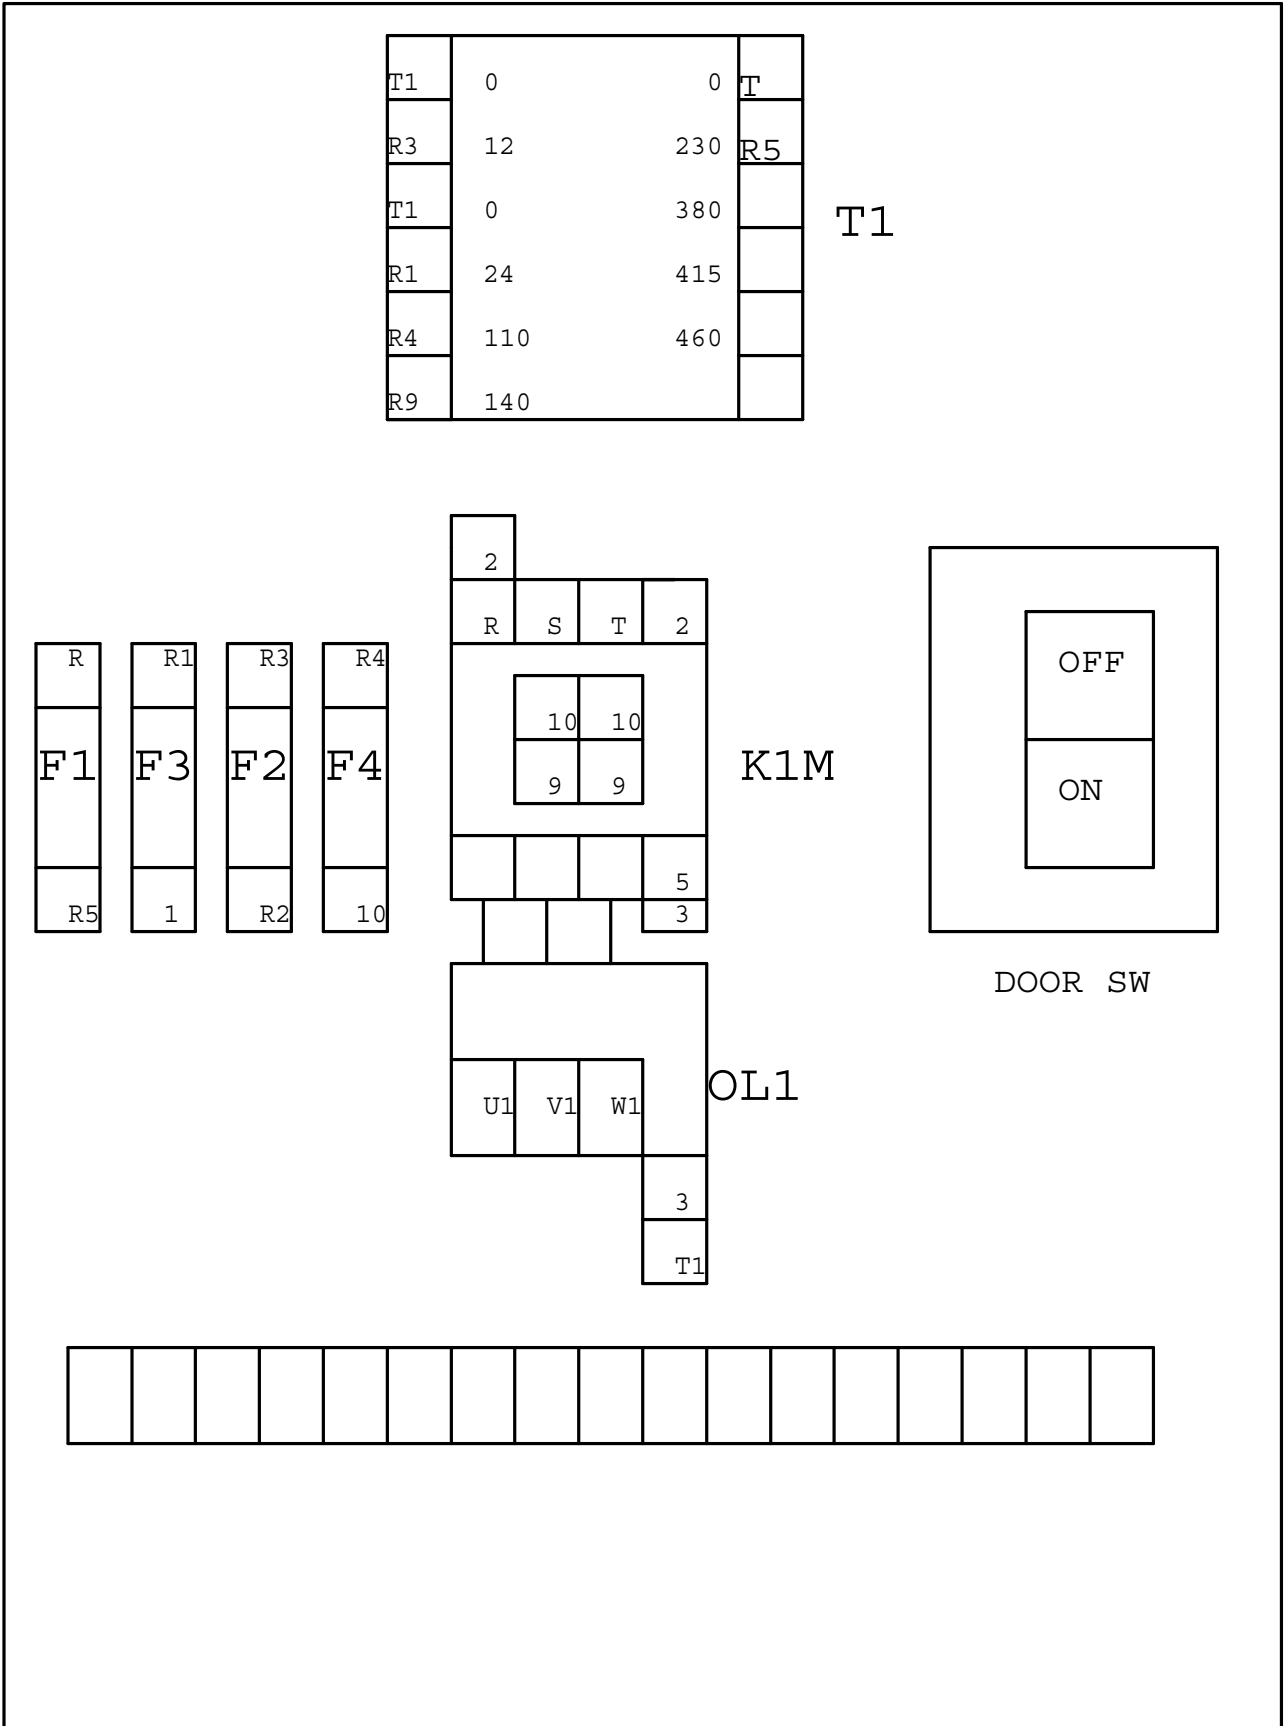 T1 0 0 T
R3 12 230 R5
T1 0 380
T1
R1 24 415
R4 110 460
R9 140
2
R S T 2
R R1 R3 R4
OFF
10 10
F1 F3 F2 F4
K1M
9 9
ON
5
R5 1 R2 10
3
DOOR SW
OL1
U1 V1 W1
3
T1